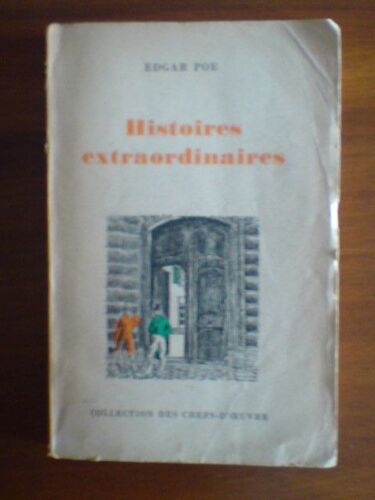 EDGAR POE
Histoires
extraordinaires
COLLECTION DES CHEFS-D'ŒUVRE